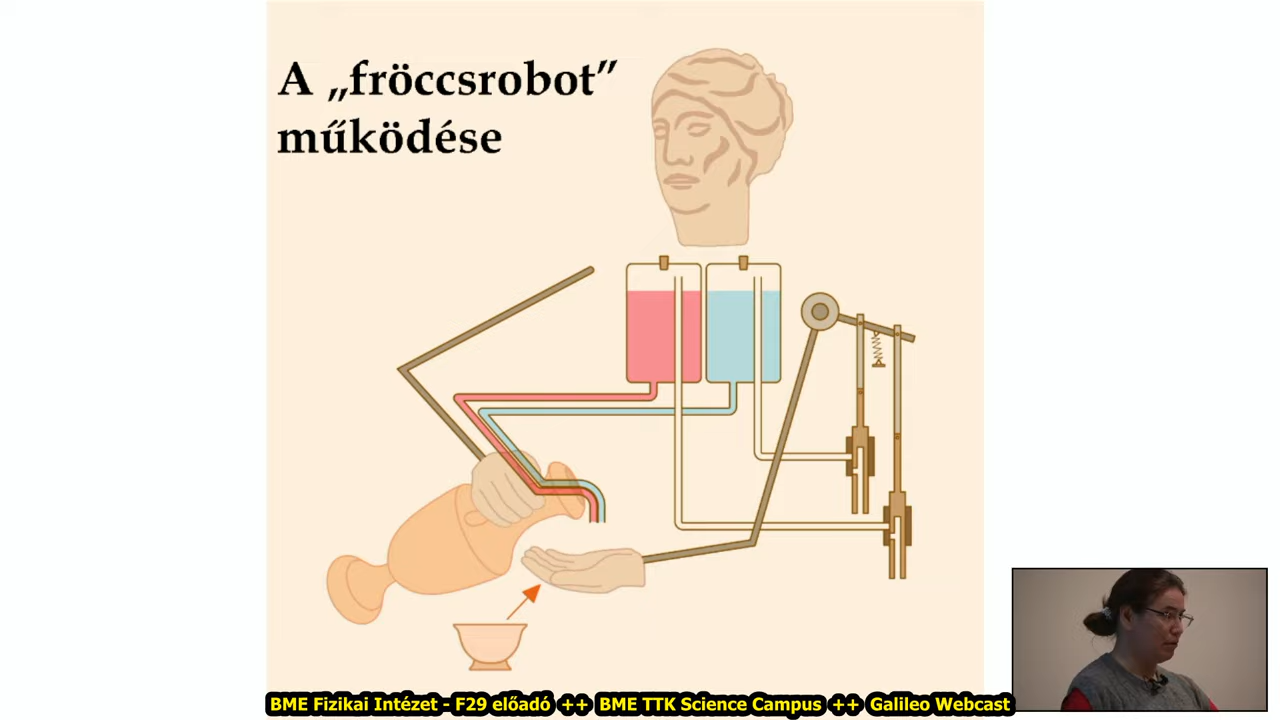 A „fröccsrobot”
működése
BME Fizikai Intézet - F29 előadó ++ BME TTK Science Campus ++ Galileo Webcast